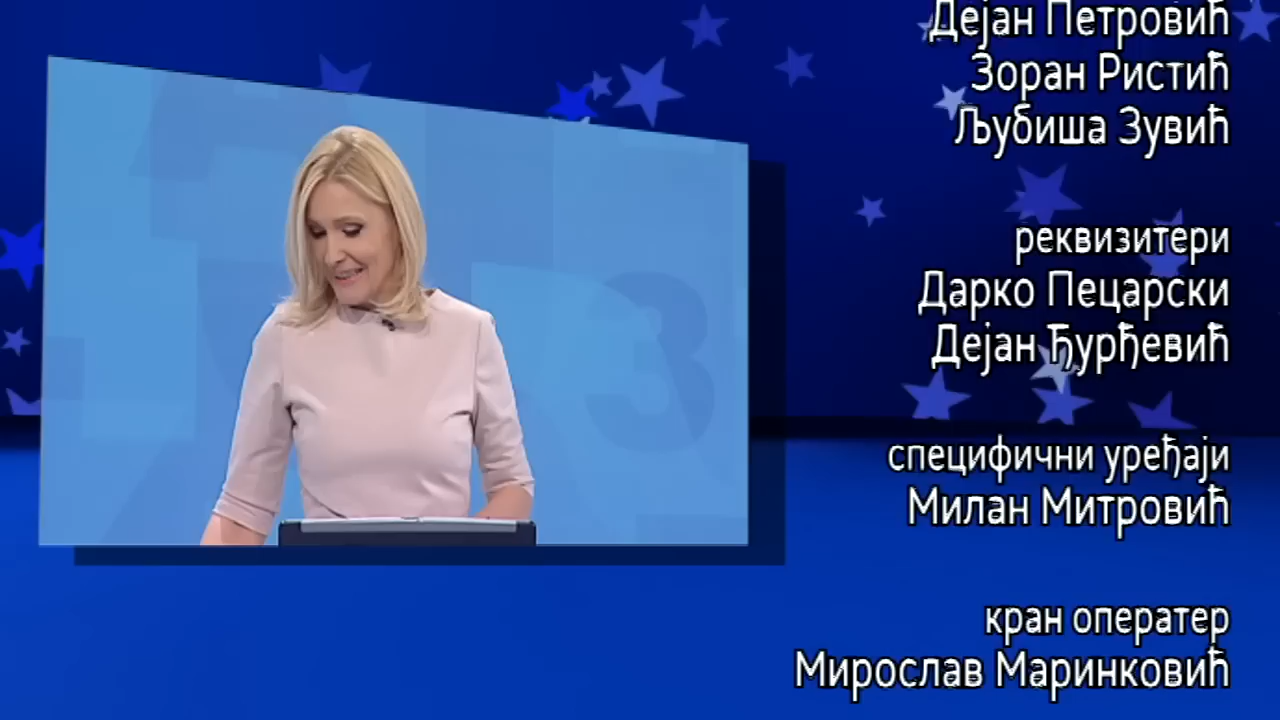 Дејан Петровић
Зоран Ристић
Љубиша Зувић
реквизитери
Дарко Пецарски
Дејан Ђурђевић
специфични уређаји
Милан Митровић
кран оператер
Мирослав Маринковић